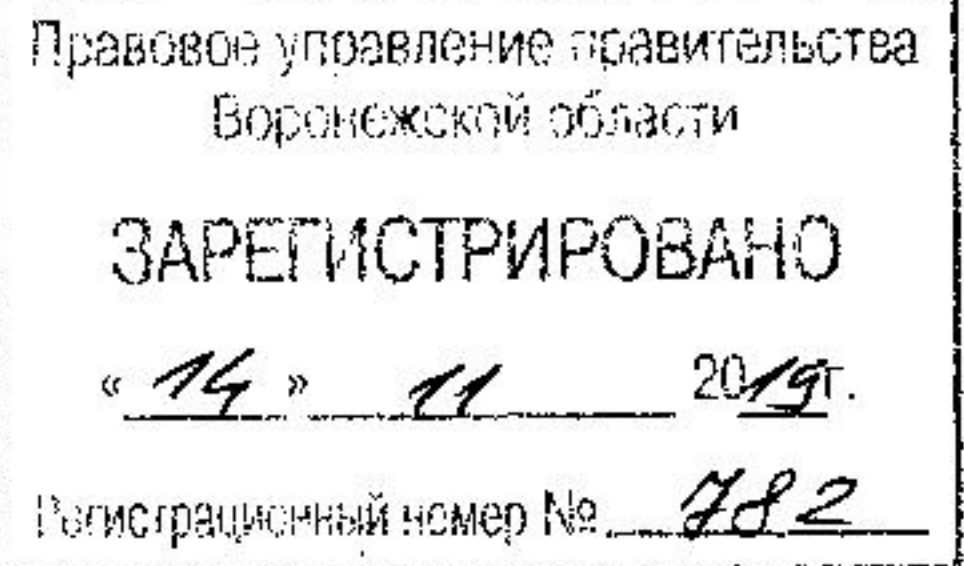 Правовое управление правительства
Воронежской области
ЗАРЕГИСТРИРОВАНО
« 14 » 11 2019г.
Регистрационный номер № 782